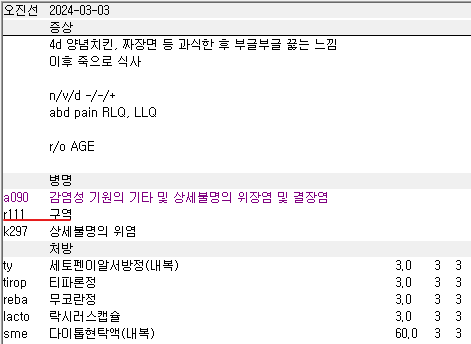 오진선 2024-03-03
증상
4d 양념치킨, 짜장면 등 과식한 후 부글부글 끓는 느낌
이후 죽으로 식사
n/v/d -/-/+
abd pain RLQ, LLQ
r/o AGE
병명
a090 감염성 기원의 기타 및 상세불명의 위장염 및 결장염
r111 구역
k297 상세불명의 위염
처방
ty 세토펜이알서방정(내복) 3,0 3 3
tirop 티파론정 3,0 3 3
reba 무코란정 3,0 3 3
lacto 락시러스캡슐 3,0 3 3
sme 다이톱현탁액(내복) 60,0 3 3